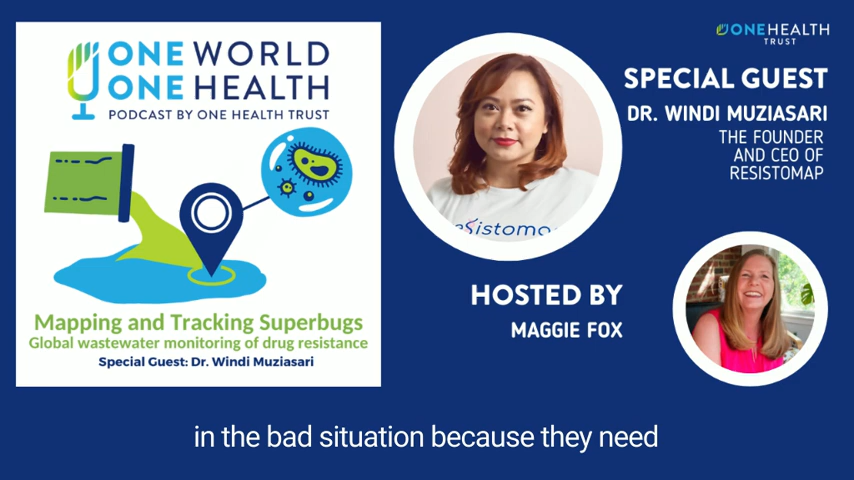 ONE WORLD
ONE HEALTH
PODCAST BY ONE HEALTH TRUST
Mapping and Tracking Superbugs
Global wastewater monitoring of drug resistance
Special Guest: Dr. Windi Muziasari
ONEHEALTH
TRUST
SPECIAL GUEST
DR. WINDI MUZIASARI
THE FOUNDER
AND CEO OF
RESISTOMAP
HOSTED BY
MAGGIE FOX
in the bad situation because they need